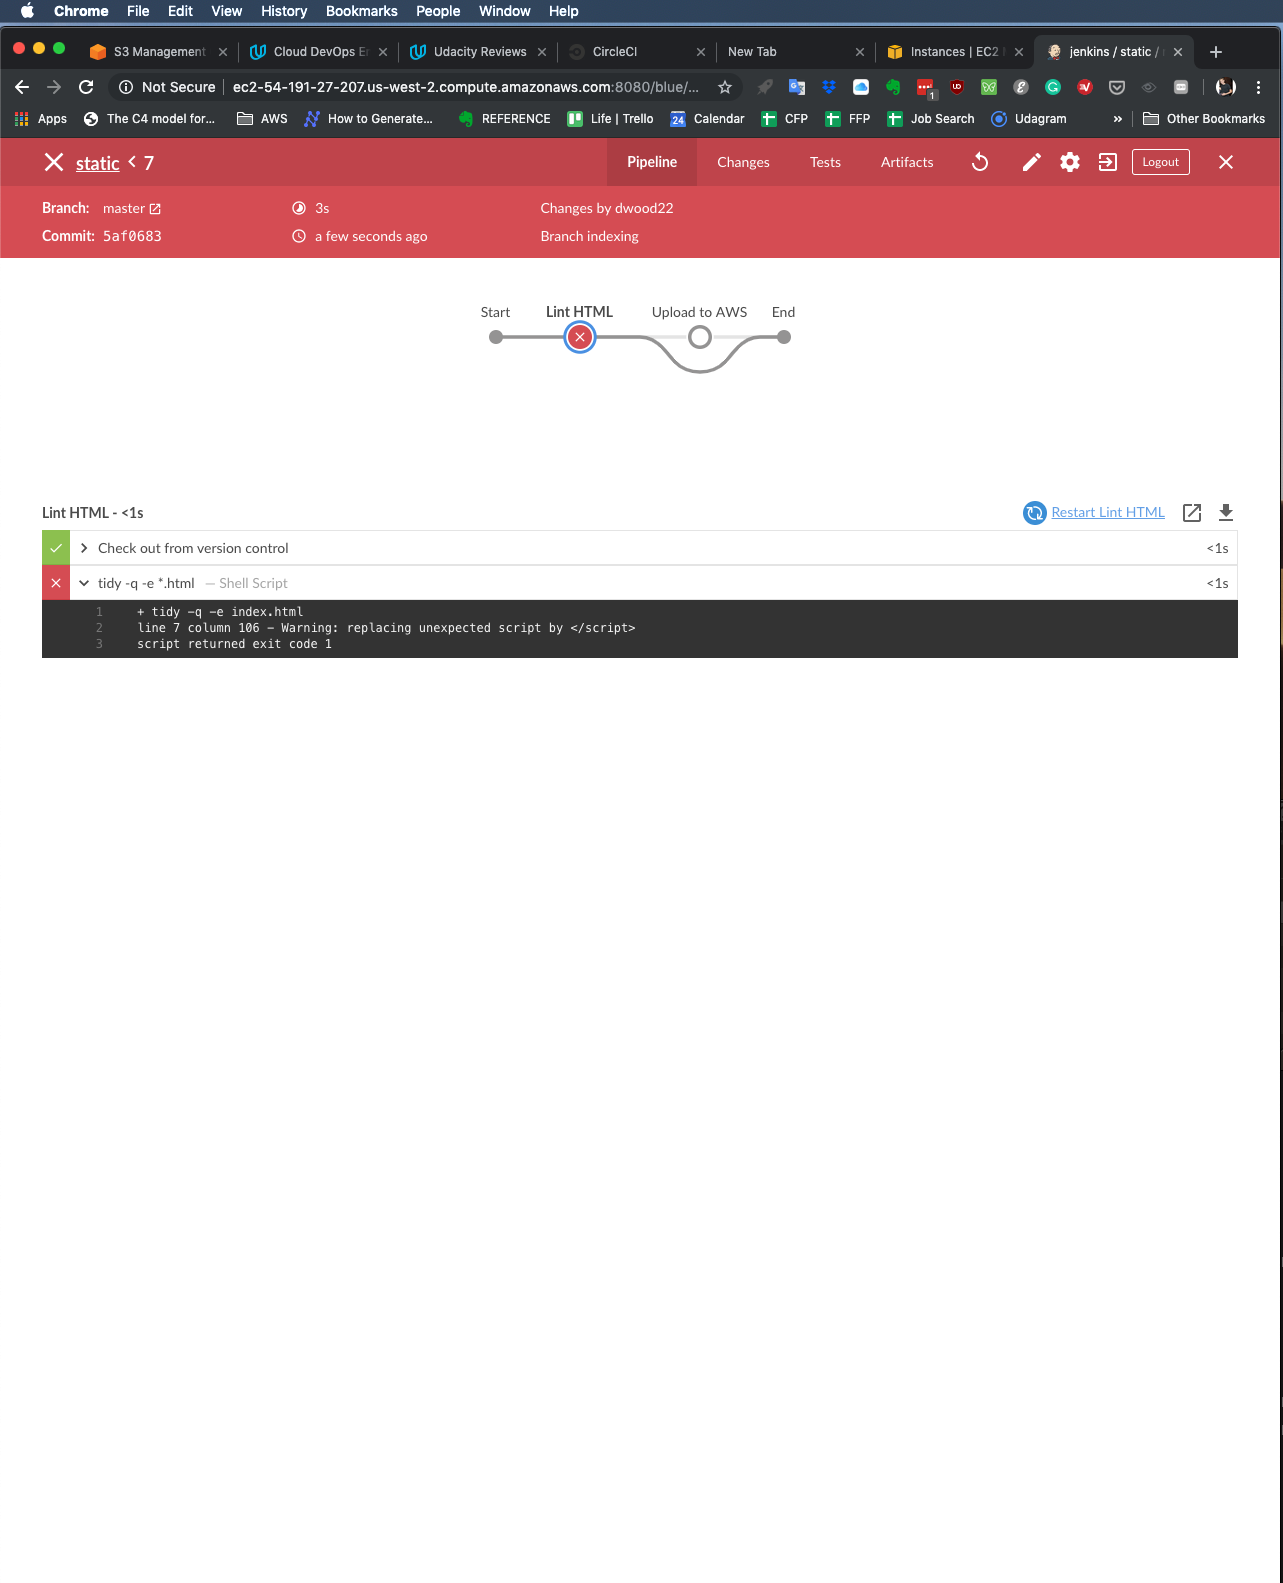 Chrome File Edit View History Bookmarks People Window Help
S3 Management Cloud DevOps En Udacity Reviews CircleCI New Tab Instances | EC2 jenkins / static /
Not Secure ec2-54-191-27-207.us-west-2.compute.amazonaws.com:8080/blue/...
1
Apps The C4 model for... AWS How to Generate... REFERENCE Life | Trello 24 Calendar CFP FFP Job Search Udagram » Other Bookmarks
static < 7 Pipeline Changes Tests Artifacts Logout
Branch: master 3s Changes by dwood22
Commit: 5af0683 a few seconds ago Branch indexing
Start Lint HTML Upload to AWS End
Lint HTML - <1s Restart Lint HTML
Check out from version control <1s
tidy -q -e *.html — Shell Script <1s
1 + tidy -q -e index.html
2 line 7 column 106 - Warning: replacing unexpected script by </script>
3 script returned exit code 1